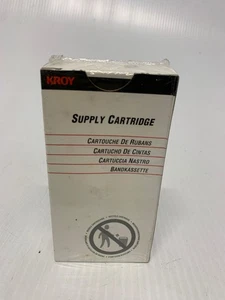 KROY
SUPPLY CARTRIDGE
CARTOUCHE DE RUBANS
CARTUCHO DE CINTAS
CARTUCCIA NASTRO
BANDKASSETTE